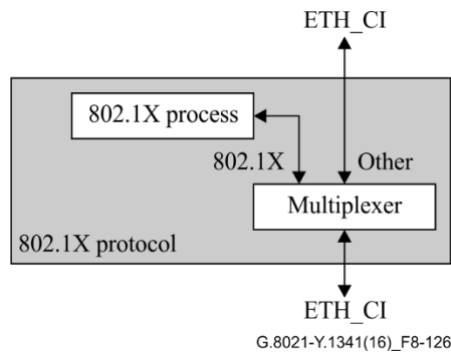 ETH_CI
802.1X process
802.1X
Other
Multiplexer
802.1X protocol
ETH_CI
G.8021-Y.1341(16)_F8-126